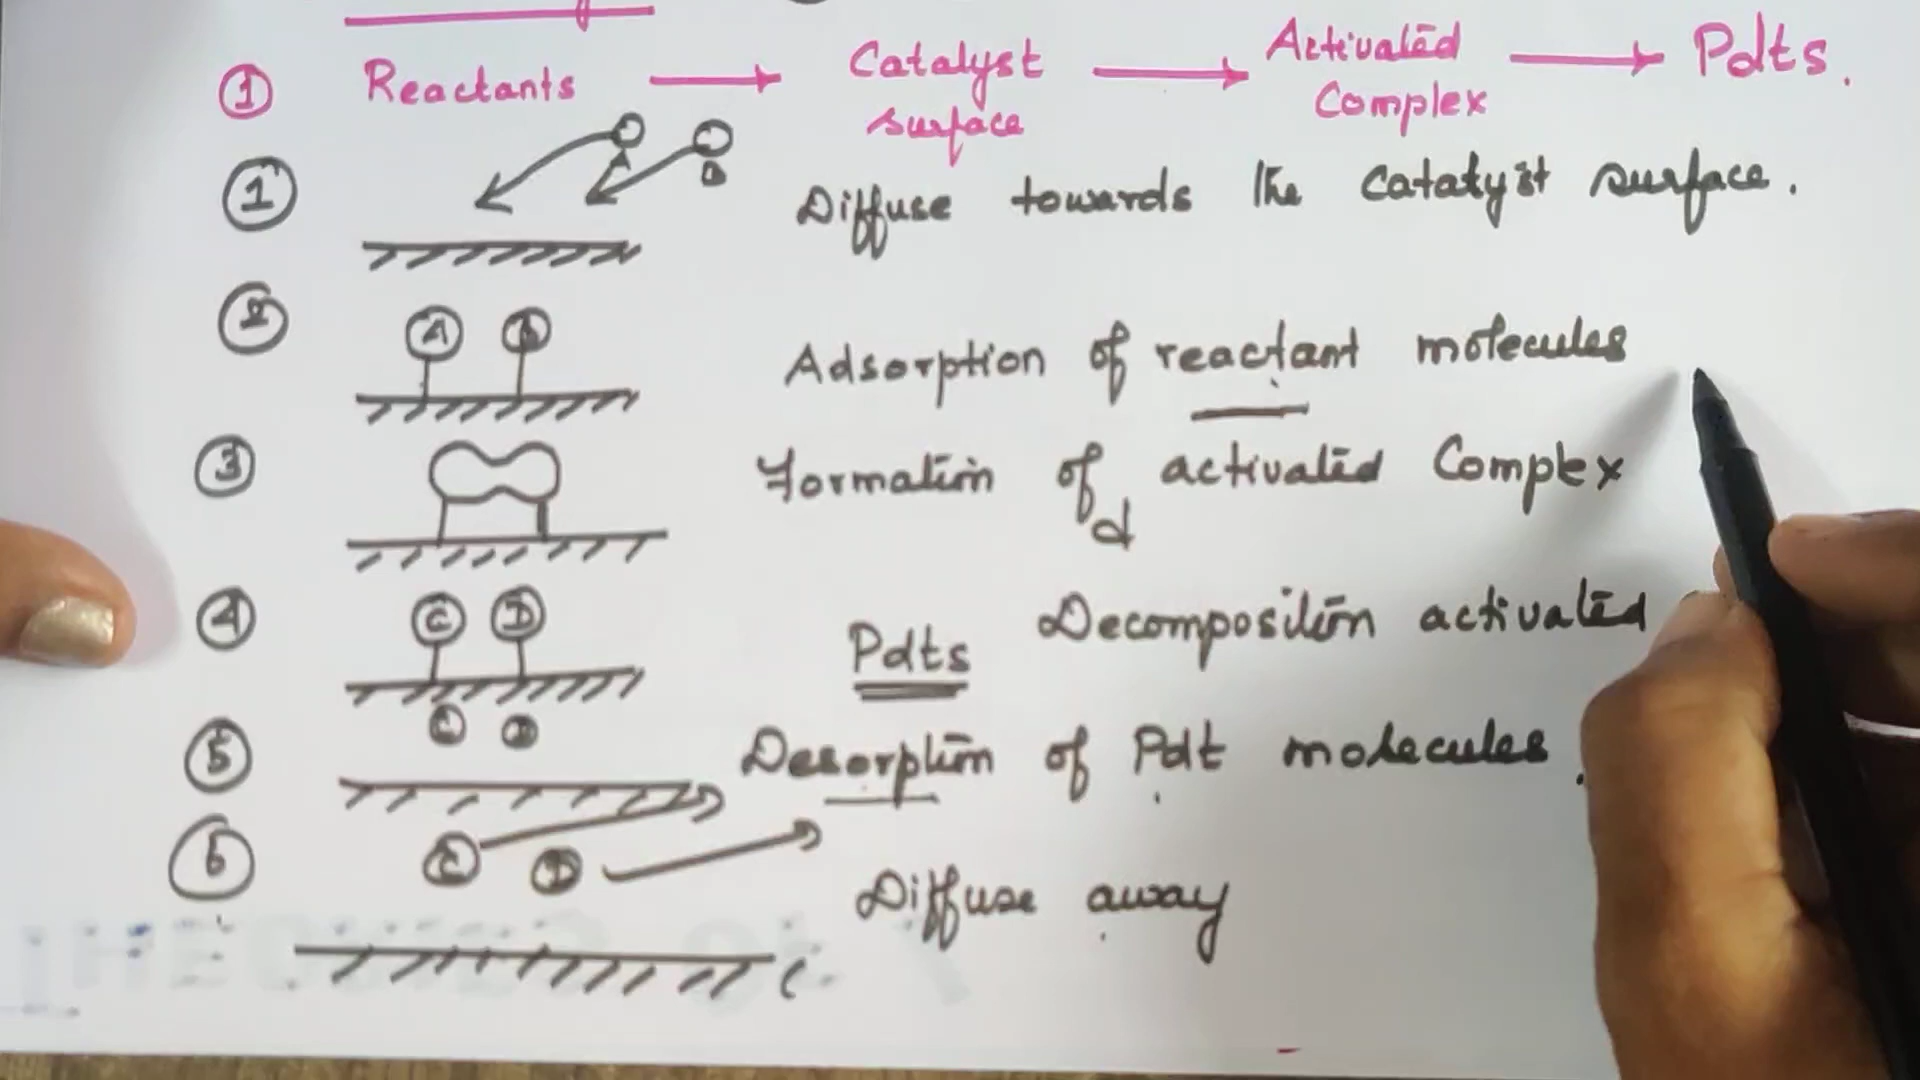 ① Reactants → Catalyst surface → Activated Complex → Pdts.
① A B Diffuse towards the catalyst surface.
② A B Adsorption of reactant molecules
③ Formation of activated Complex
d
④ C D Pdts Decomposition activated
⑤ C D Desorption of Pdt molecules.
⑥ C D Diffuse away